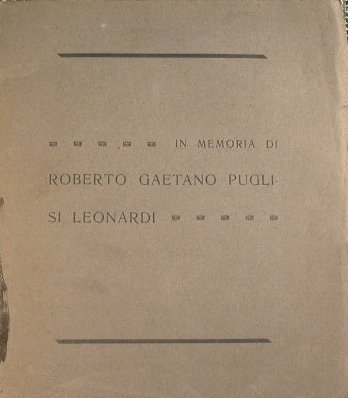 IN MEMORIA DI
ROBERTO GAETANO PUGLI-
SI LEONARDI